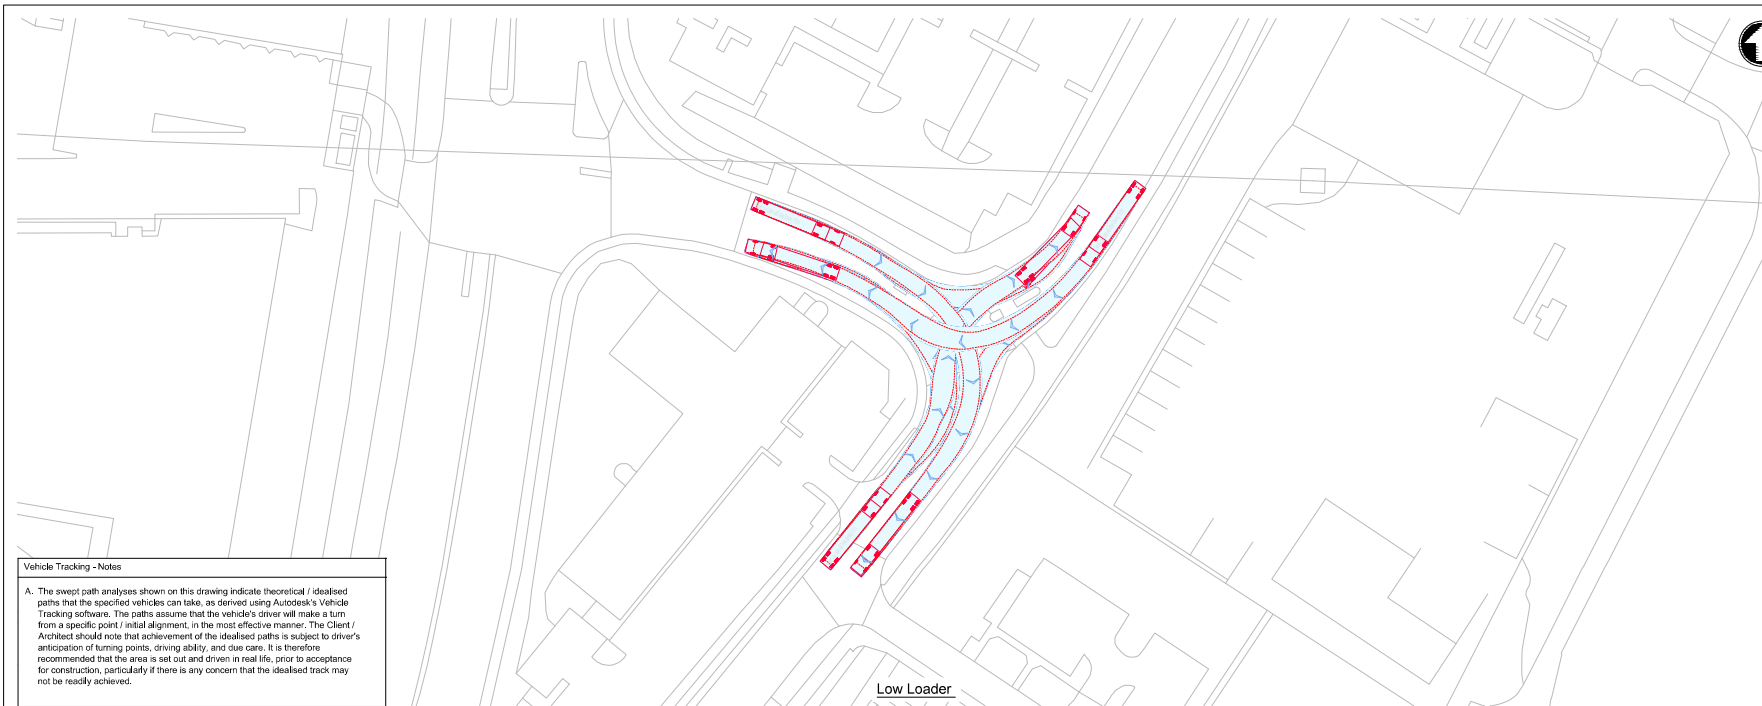 Vehicle Tracking - Notes
A. The swept path analyses shown on this drawing indicate theoretical / idealised
paths that the specified vehicles can take, as derived using Autodesk's Vehicle
Tracking software. The paths assume that the vehicle's driver will make a turn
from a specific point / initial alignment, in the most effective manner. The Client /
Architect should note that achievement of the idealised paths is subject to driver's
anticipation of turning points, driving ability, and due care. It is therefore
recommended that the area is set out and driven in real life, prior to acceptance
for construction, particularly if there is any concern that the idealised track may
not be readily achieved.
Low Loader